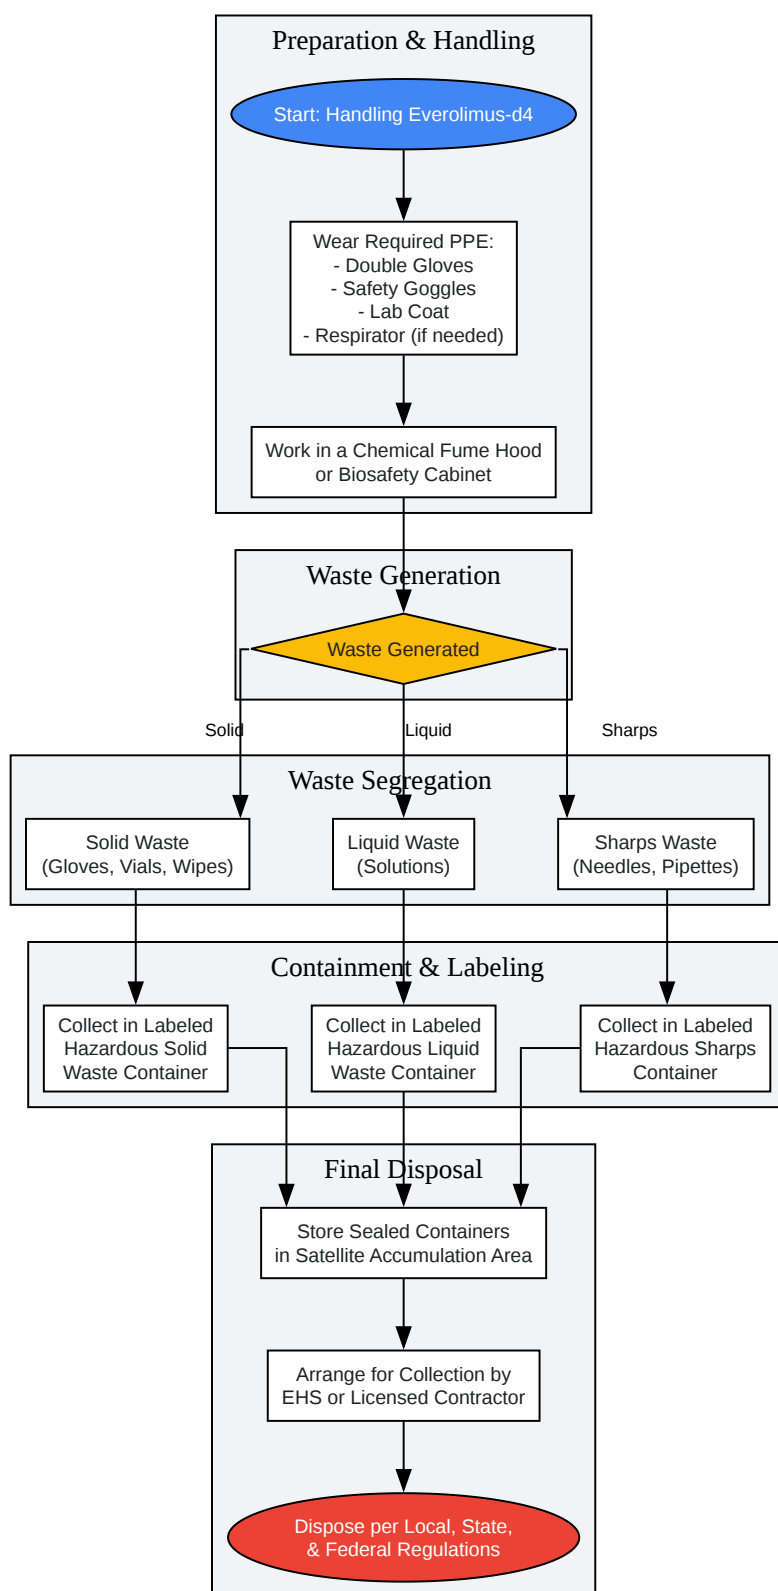 Preparation & Handling
Start: Handling Everolimus-d4
Wear Required PPE:
- Double Gloves
- Safety Goggles
- Lab Coat
- Respirator (if needed)
Work in a Chemical Fume Hood
or Biosafety Cabinet
Waste Generation
Waste Generated
Solid
Liquid
Sharps
Waste Segregation
Solid Waste
(Gloves, Vials, Wipes)
Liquid Waste
(Solutions)
Sharps Waste
(Needles, Pipettes)
Containment & Labeling
Collect in Labeled
Hazardous Solid
Waste Container
Collect in Labeled
Hazardous Liquid
Waste Container
Collect in Labeled
Hazardous Sharps
Container
Final Disposal
Store Sealed Containers
in Satellite Accumulation Area
Arrange for Collection by
EHS or Licensed Contractor
Dispose per Local, State,
& Federal Regulations